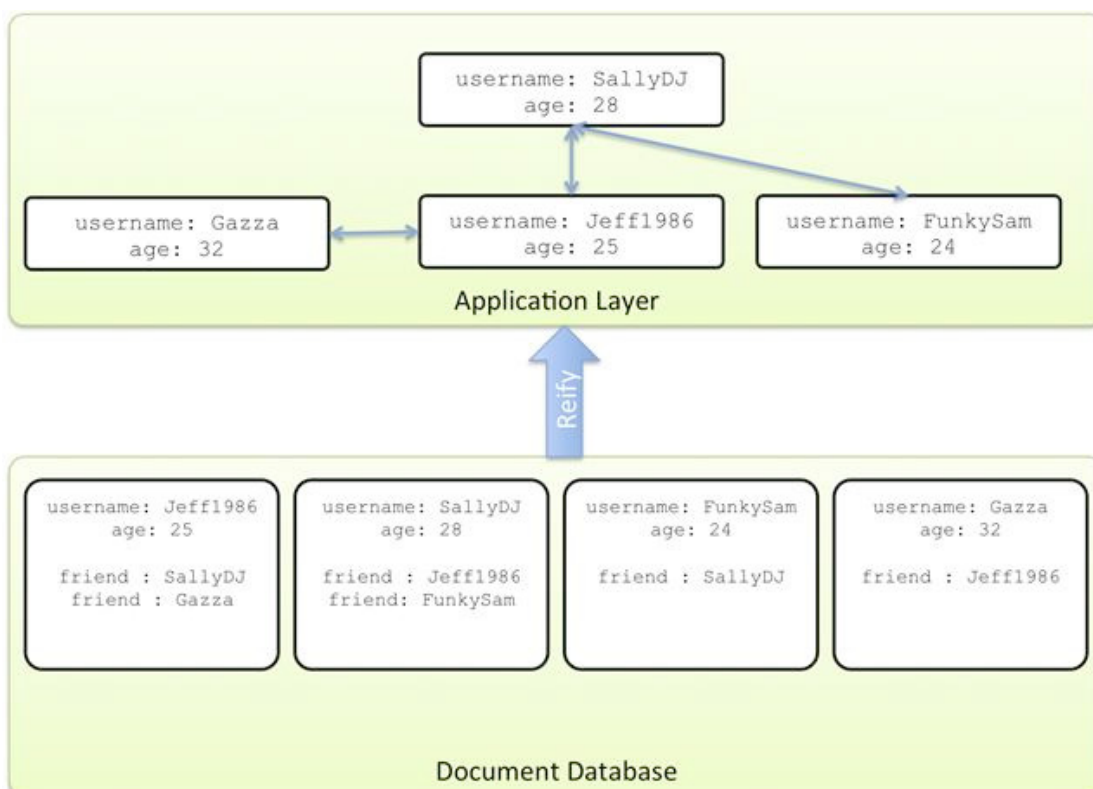 username: SallyDJ
age: 28
username: Gazza
age: 32
username: Jeff1986
age: 25
username: FunkySam
age: 24
Application Layer
Reify
username: Jeff1986
age: 25
friend : SallyDJ
friend : Gazza
username: SallyDJ
age: 28
friend : Jeff1986
friend: FunkySam
username: FunkySam
age: 24
friend : SallyDJ
username: Gazza
age: 32
friend : Jeff1986
Document Database